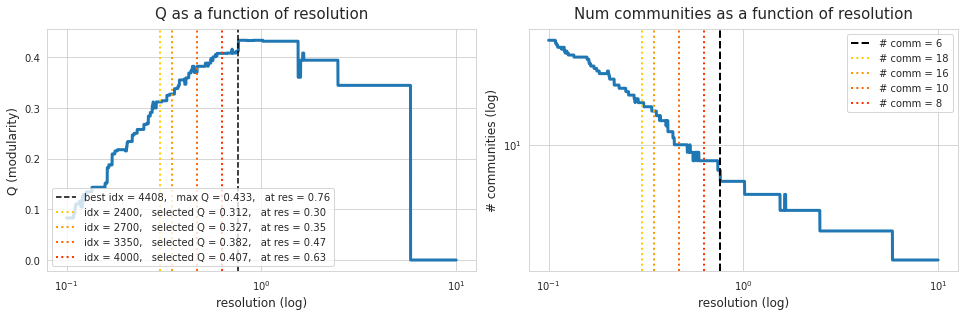 Q as a function of resolution
Q (modularity)
0.4
0.3
0.2
0.1
0.0
best idx = 4408,   max Q = 0.433,   at res = 0.76
idx = 2400,   selected Q = 0.312,   at res = 0.30
idx = 2700,   selected Q = 0.327,   at res = 0.35
idx = 3350,   selected Q = 0.382,   at res = 0.47
idx = 4000,   selected Q = 0.407,   at res = 0.63
10⁻¹ 10⁰ 10¹
resolution (log)
Num communities as a function of resolution
# communities (log)
10¹
# comm = 6
# comm = 18
# comm = 16
# comm = 10
# comm = 8
10⁻¹ 10⁰ 10¹
resolution (log)